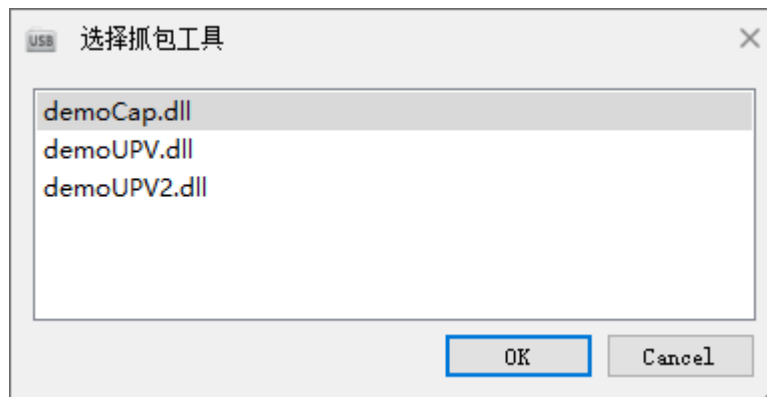 USB
选择抓包工具
demoCap.dll
demoUPV.dll
demoUPV2.dll
OK
Cancel